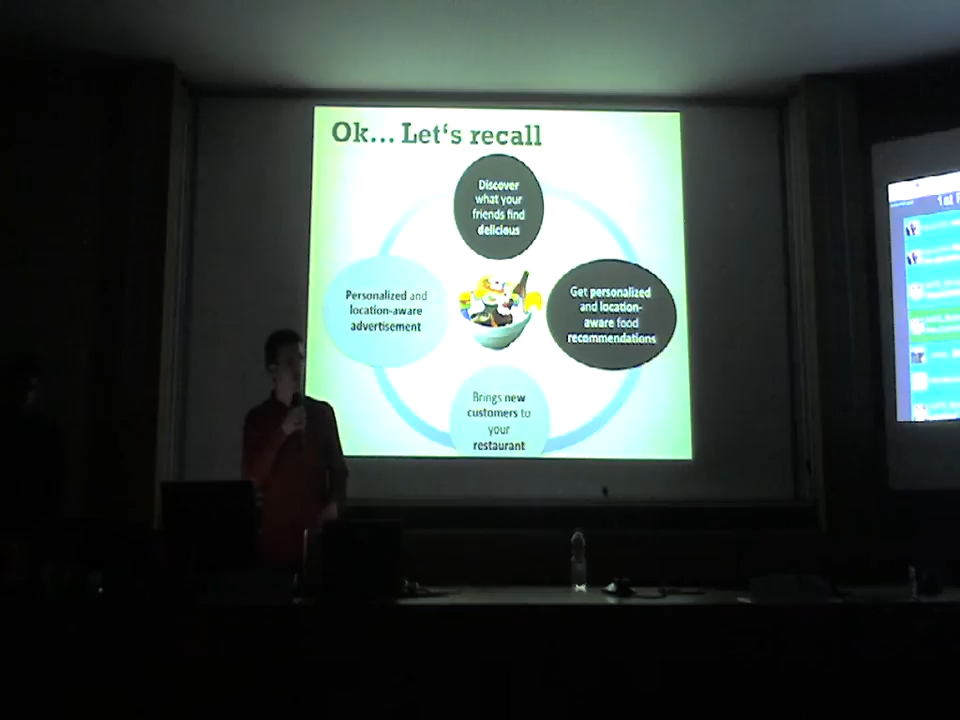 Ok... Let's recall
Discover
what your
friends find
delicious
Personalized and
location-aware
advertisement
Get personalized
and location-
aware food
recommendations
Brings new
customers to
your
restaurant
1st